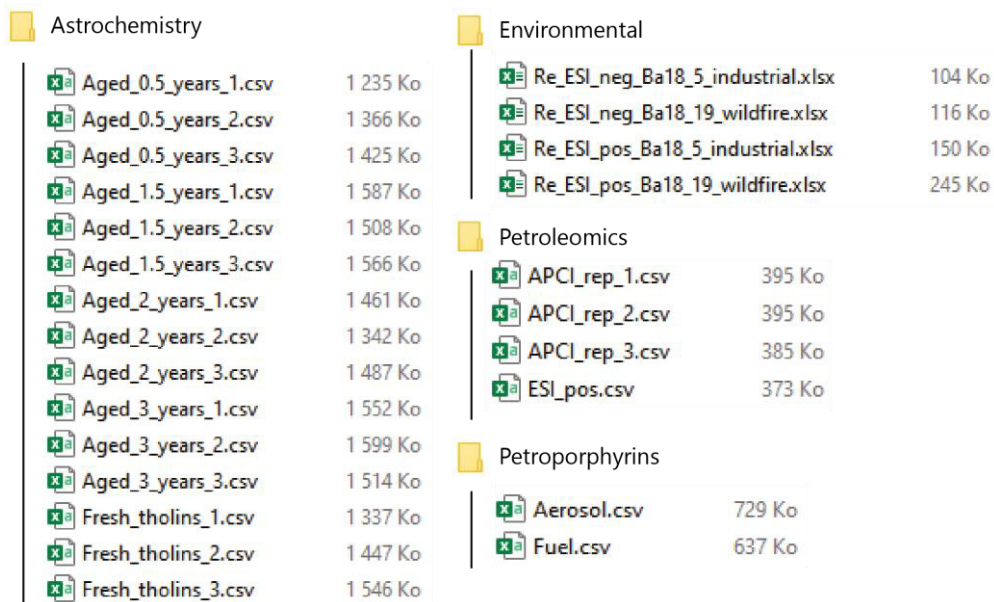 Astrochemistry
Aged_0.5_years_1.csv 1 235 Ko
Aged_0.5_years_2.csv 1 366 Ko
Aged_0.5_years_3.csv 1 425 Ko
Aged_1.5_years_1.csv 1 587 Ko
Aged_1.5_years_2.csv 1 508 Ko
Aged_1.5_years_3.csv 1 566 Ko
Aged_2_years_1.csv 1 461 Ko
Aged_2_years_2.csv 1 342 Ko
Aged_2_years_3.csv 1 487 Ko
Aged_3_years_1.csv 1 552 Ko
Aged_3_years_2.csv 1 599 Ko
Aged_3_years_3.csv 1 514 Ko
Fresh_tholins_1.csv 1 337 Ko
Fresh_tholins_2.csv 1 447 Ko
Fresh_tholins_3.csv 1 546 Ko
Environmental
Re_ESI_neg_Ba18_5_industrial.xlsx 104 Ko
Re_ESI_neg_Ba18_19_wildfire.xlsx 116 Ko
Re_ESI_pos_Ba18_5_industrial.xlsx 150 Ko
Re_ESI_pos_Ba18_19_wildfire.xlsx 245 Ko
Petroleomics
APCI_rep_1.csv 395 Ko
APCI_rep_2.csv 395 Ko
APCI_rep_3.csv 385 Ko
ESI_pos.csv 373 Ko
Petroporphyrins
Aerosol.csv 729 Ko
Fuel.csv 637 Ko